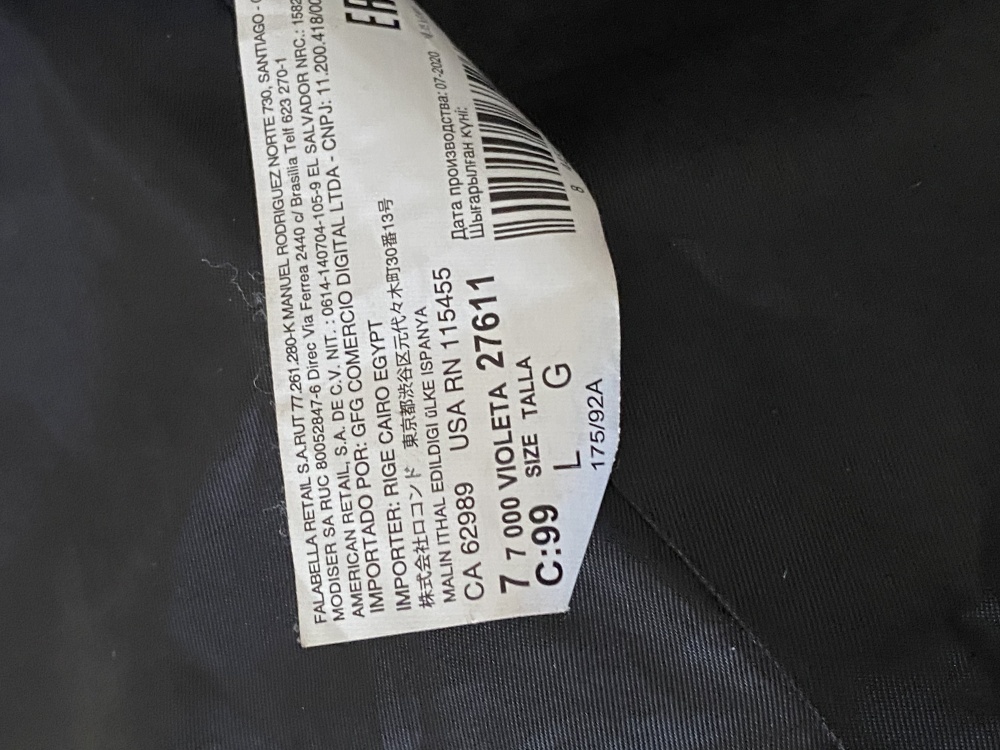 FALABELLA RETAIL S.A.RUT 77.261.280-K MANUEL RODRIGUEZ NORTE 730, SANTIAGO -
MODISER SA RUC 80052847-6 Direc Via Ferrea 2440 c/ Brasilia Telf 623 270-1
AMERICAN RETAIL, S.A. DE C.V. NIT. : 0614-140704-105-9 EL SALVADOR NRC.: 1582
IMPORTADO POR: GFG COMERCIO DIGITAL LTDA - CNPJ: 11.200.418/00
IMPORTER: RIGE CAIRO EGYPT
株式会社ロコンド 東京都渋谷区元代々木町30番13号
EAC
MALIN ITHAL EDILDIGI üLKE ISPANYA
CA 62989 USA RN 115455
Дата производства: 07-2020
Шығарылған күні:
7 7 000 VIOLETA 27611
C:99 SIZE TALLA
L G
175/92A
8